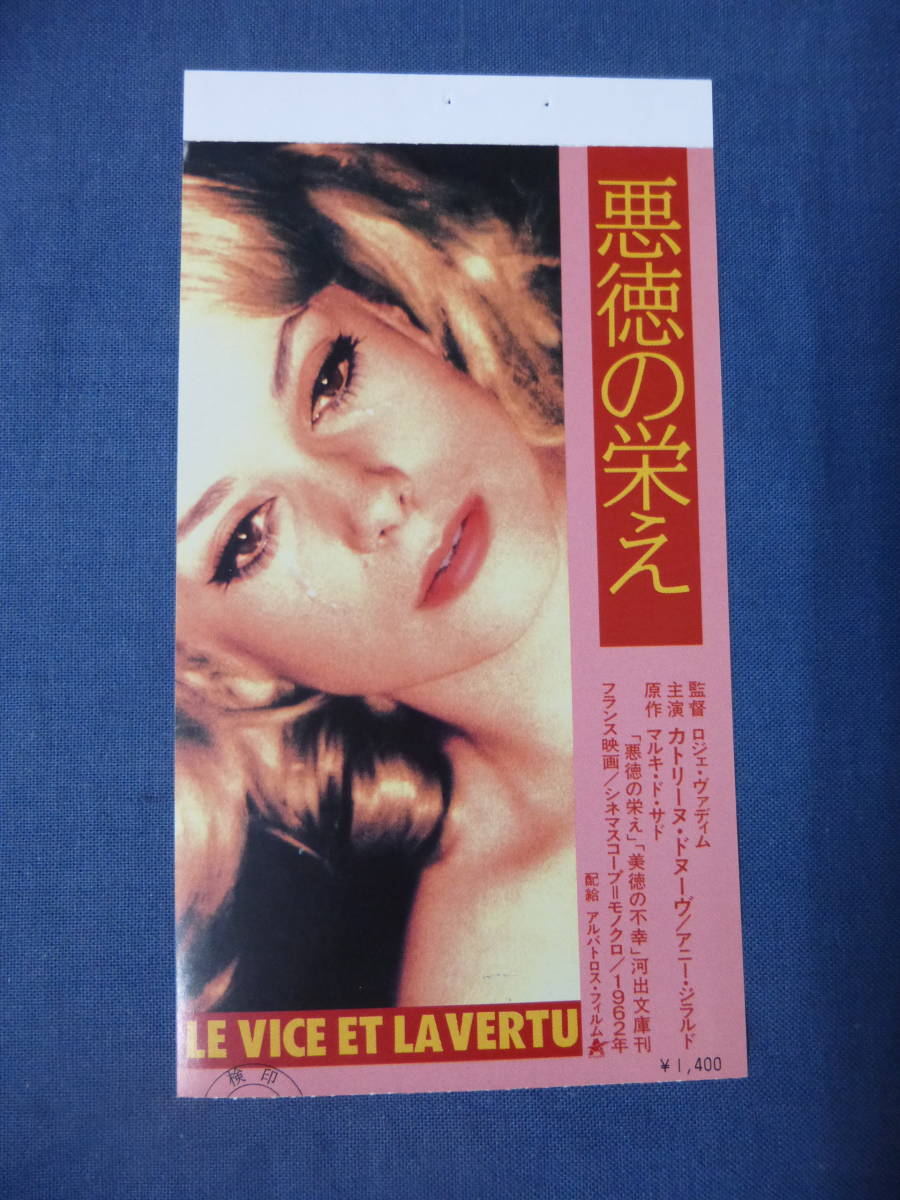 悪徳の栄え
監督 ロジェ・ヴァディム
主演 カトリーヌ・ドヌーヴ/アニー・ジラルド
原作 マルキ・ド・サド
「悪徳の栄え」「美徳の不幸」河出文庫刊
フランス映画/シネマスコープ=モノクロ/1962年
配給 アルバトロス・フィルム
LE VICE ET LA VERTU
¥1,400
検印